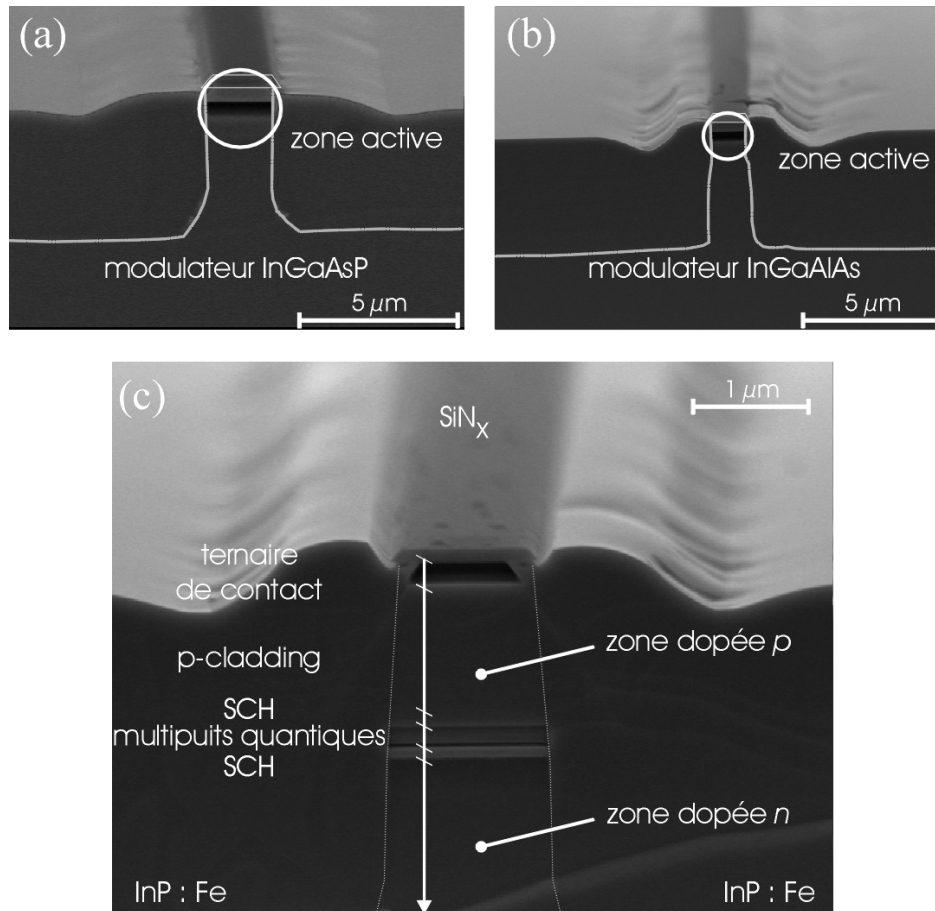 (a)
zone active
modulateur InGaAsP
5 µm
(b)
zone active
modulateur InGaAlAs
5 µm
(c)
1 µm
SiNX
ternaire
de contact
p-cladding
SCH
multipuits quantiques
SCH
zone dopée p
zone dopée n
InP : Fe
InP : Fe